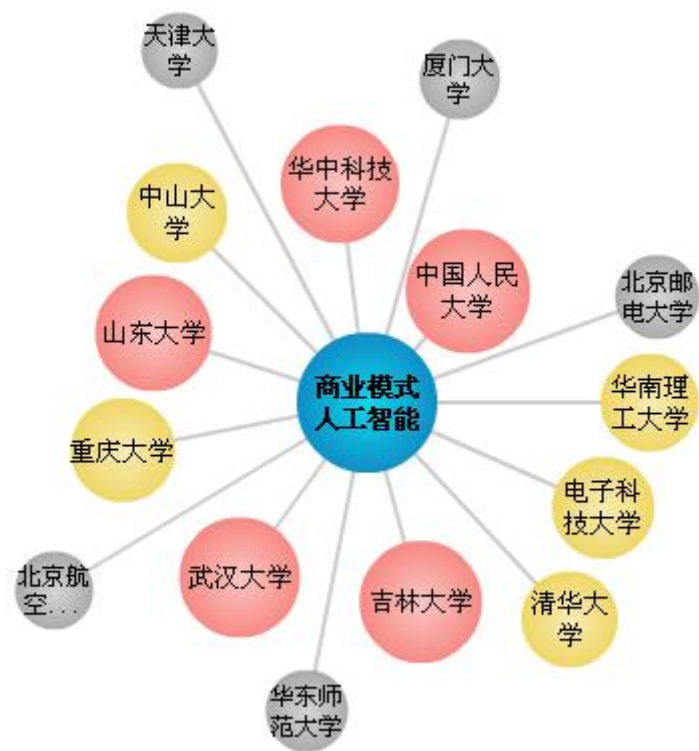 天津大
学
厦门大
学
华中科技
大学
中山大
学
中国人民
大学
北京邮
电大学
山东大学
商业模式
人工智能
华南理
工大学
重庆大学
电子科
技大学
武汉大学
北京航
空...
吉林大学
清华大
学
华东师
范大学